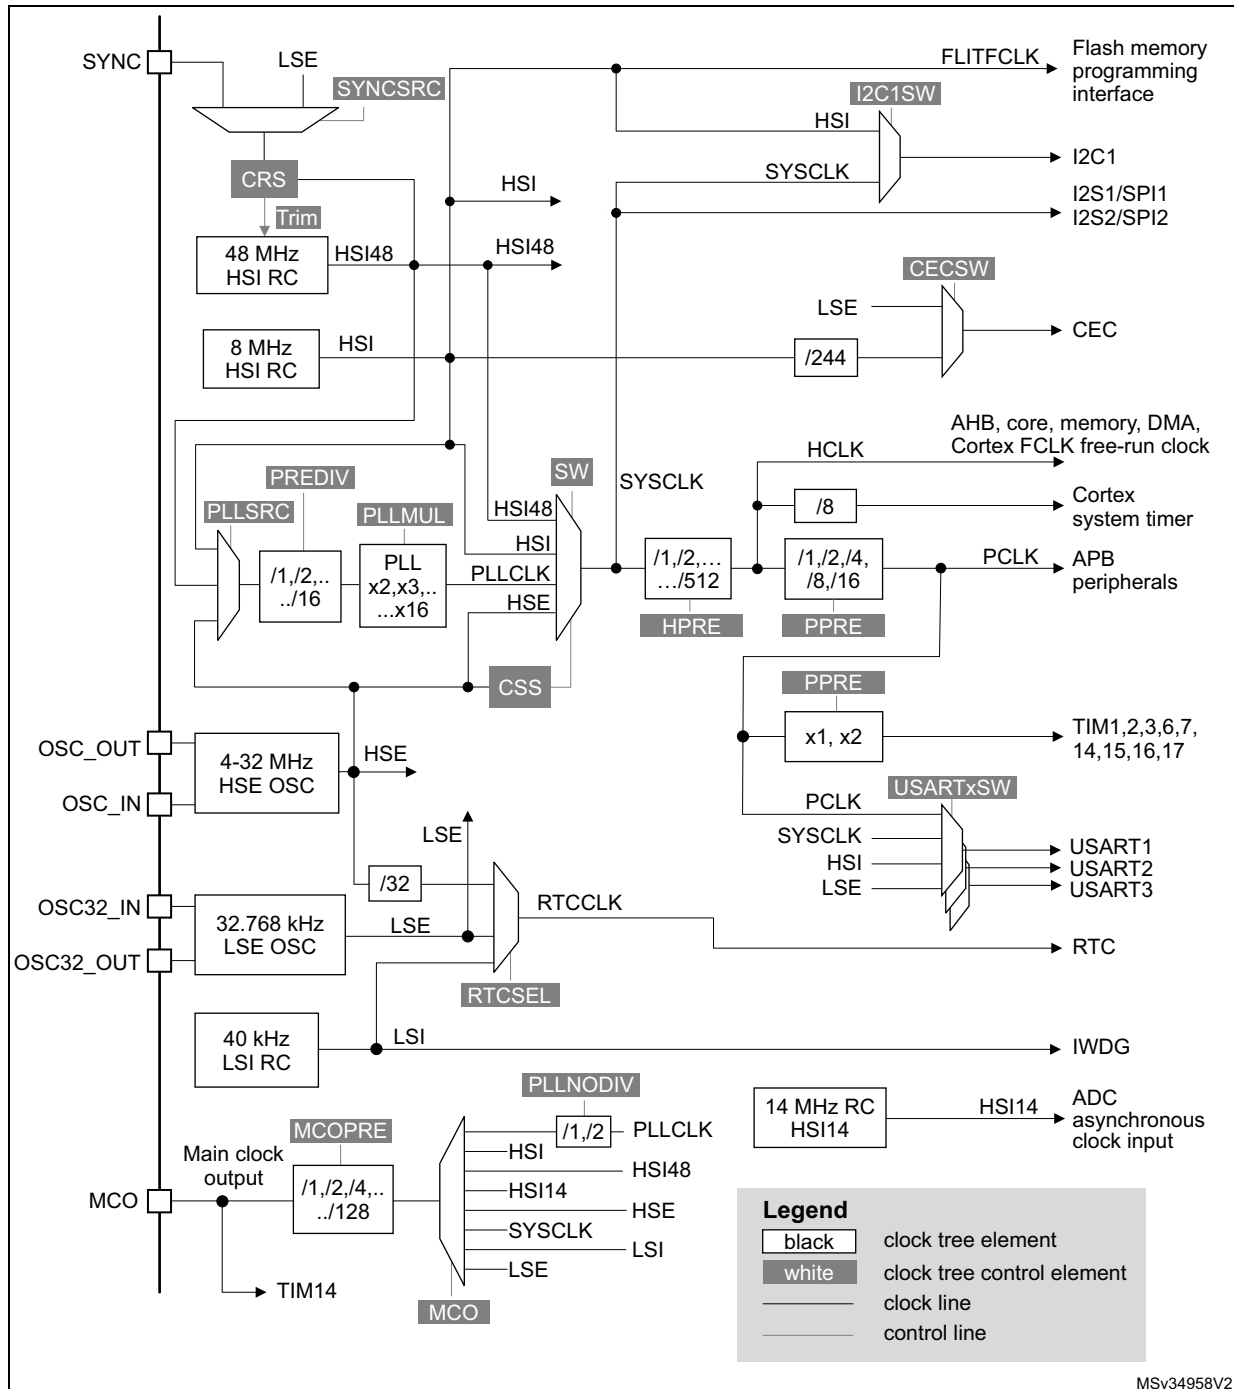 SYNC
LSE
SYNCSRC
FLITFCLK
Flash memory
programming
interface
I2C1SW
HSI
I2C1
SYSCLK
CRS
HSI
I2S1/SPI1
I2S2/SPI2
Trim
48 MHz
HSI RC
HSI48
HSI48
CECSW
LSE
CEC
8 MHz
HSI RC
HSI
/244
AHB, core, memory, DMA,
Cortex FCLK free-run clock
HCLK
PREDIV
SW
SYSCLK
PLLSRC
PLLMUL
HSI48
/8
Cortex
system timer
HSI
/1,/2,..
../16
PLL
x2,x3,..
...x16
PLLCLK
HSE
/1,/2,...
.../512
/1,/2,/4,
/8,/16
PCLK
APB
peripherals
HPRE
PPRE
CSS
PPRE
OSC_OUT
4-32 MHz
HSE OSC
HSE
x1, x2
TIM1,2,3,6,7,
14,15,16,17
OSC_IN
USARTxSW
PCLK
LSE
SYSCLK
USART1
HSI
USART2
/32
LSE
USART3
OSC32_IN
32.768 kHz
LSE OSC
LSE
RTCCLK
OSC32_OUT
RTC
RTCSEL
40 kHz
LSI RC
LSI
IWDG
PLLNODIV
14 MHz RC
HSI14
HSI14
ADC
asynchronous
clock input
MCOPRE
/1,/2
PLLCLK
Main clock
output
HSI
HSI48
MCO
/1,/2,/4,..
../128
HSI14
HSE
SYSCLK
LSI
LSE
TIM14
MCO
Legend
black
clock tree element
white
clock tree control element
clock line
control line
MSv34958V2